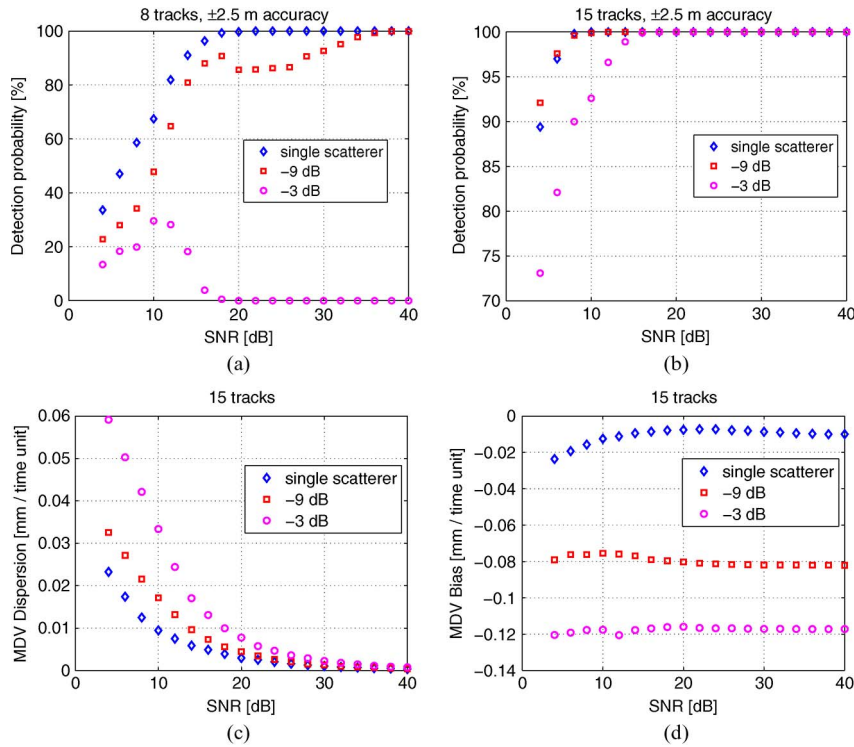 8 tracks, ±2.5 m accuracy
100
80
60
40
20
0
Detection probability [%]
single scatterer
−9 dB
−3 dB
0 10 20 30 40
SNR [dB]
(a)
15 tracks, ±2.5 m accuracy
100
95
90
85
80
75
70
Detection probability [%]
single scatterer
−9 dB
−3 dB
0 10 20 30 40
SNR [dB]
(b)
15 tracks
0.06
0.05
0.04
0.03
0.02
0.01
0
MDV Dispersion [mm / time unit]
single scatterer
−9 dB
−3 dB
0 10 20 30 40
SNR [dB]
(c)
15 tracks
0
−0.02
−0.04
−0.06
−0.08
−0.1
−0.12
−0.14
MDV Bias [mm / time unit]
single scatterer
−9 dB
−3 dB
0 10 20 30 40
SNR [dB]
(d)